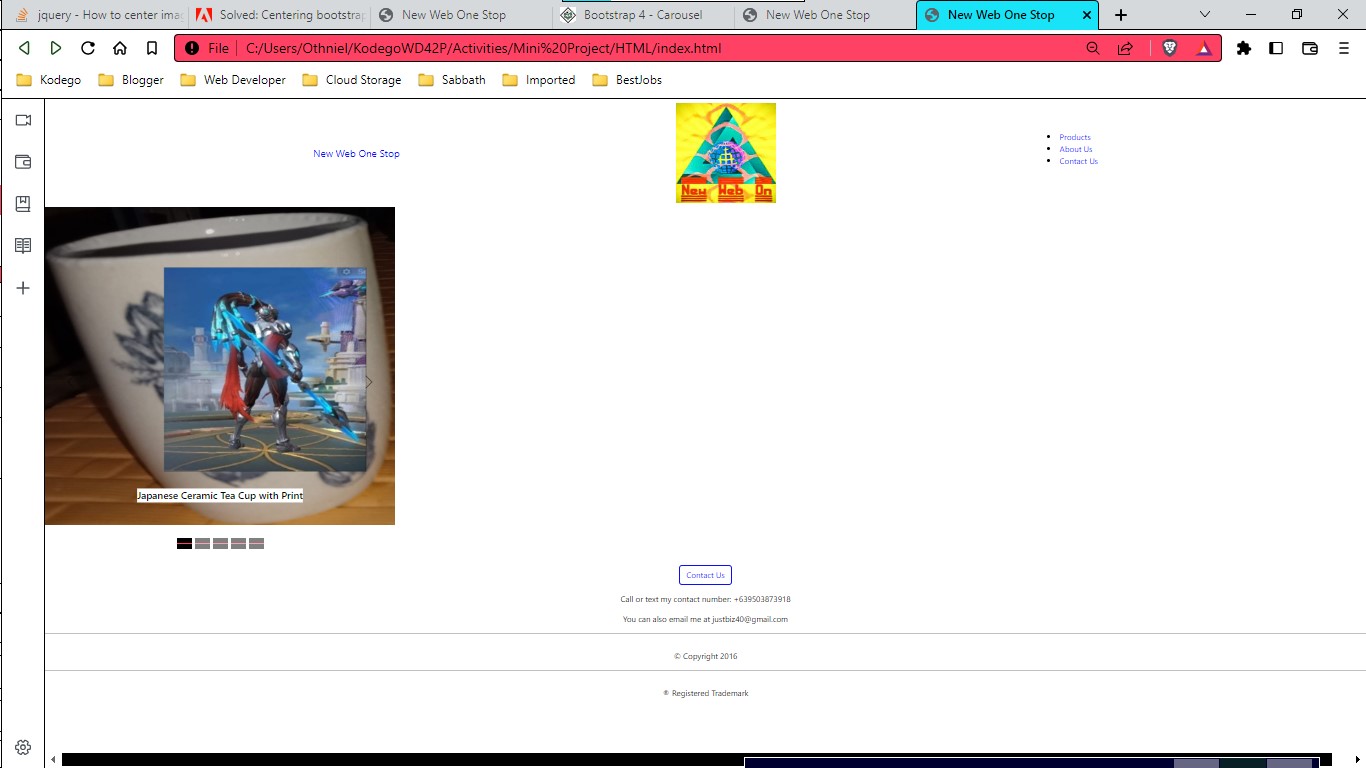 jquery - How to center imag
Solved: Centering bootstrap
New Web One Stop
Bootstrap 4 - Carousel
New Web One Stop
New Web One Stop
File
C:/Users/Othniel/KodegoWD42P/Activities/Mini%20Project/HTML/index.html
Kodego
Blogger
Web Developer
Cloud Storage
Sabbath
Imported
BestJobs
New Web One Stop
New Web On
Products
About Us
Contact Us
Japanese Ceramic Tea Cup with Print
Contact Us
Call or text my contact number: +639503873918
You can also email me at justbiz40@gmail.com
© Copyright 2016
® Registered Trademark